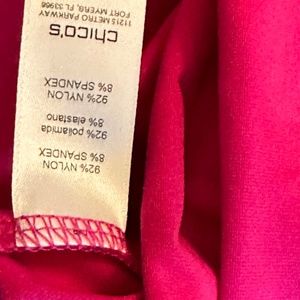 92% NYLON
8% SPANDEX
92% poliamida
8% elastano
92% NYLON
8% SPANDEX
chico's
11215 METRO PARKWAY
FORT MYERS, FL 33966